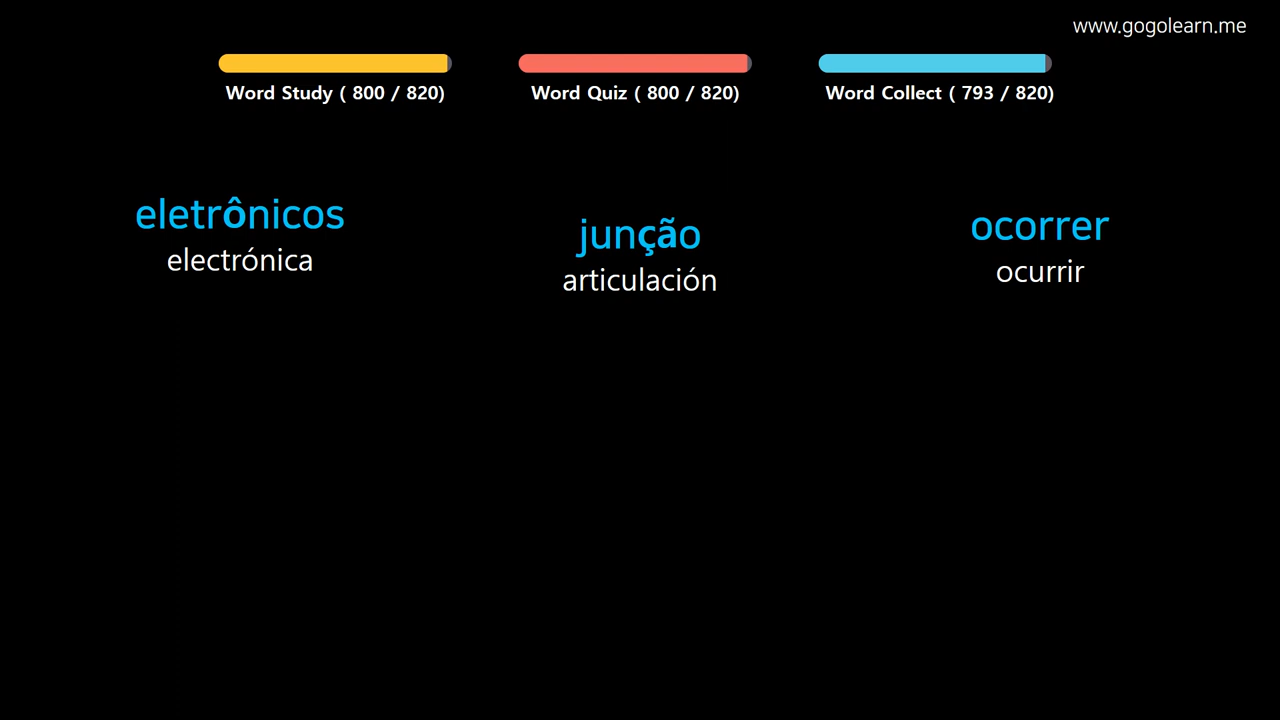 www.gogolearn.me
Word Study ( 800 / 820)
Word Quiz ( 800 / 820)
Word Collect ( 793 / 820)
eletrônicos
electrónica
junção
articulación
ocorrer
ocurrir